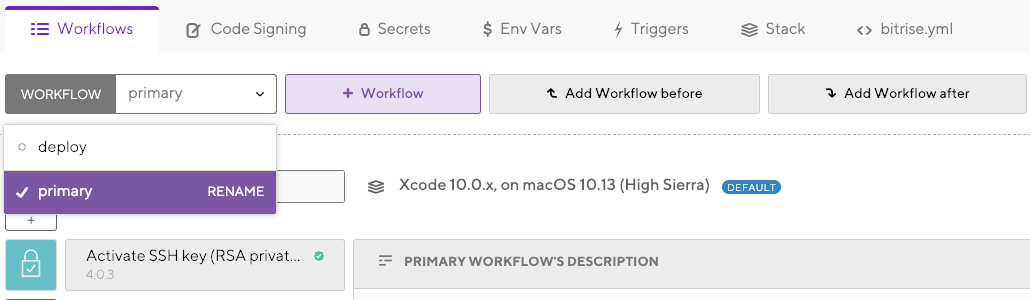 Workflows Code Signing Secrets $ Env Vars Triggers Stack <> bitrise.yml
WORKFLOW primary + Workflow Add Workflow before Add Workflow after
deploy
primary RENAME
Xcode 10.0.x, on macOS 10.13 (High Sierra) DEFAULT
+
Activate SSH key (RSA privat...
4.0.3
PRIMARY WORKFLOW'S DESCRIPTION